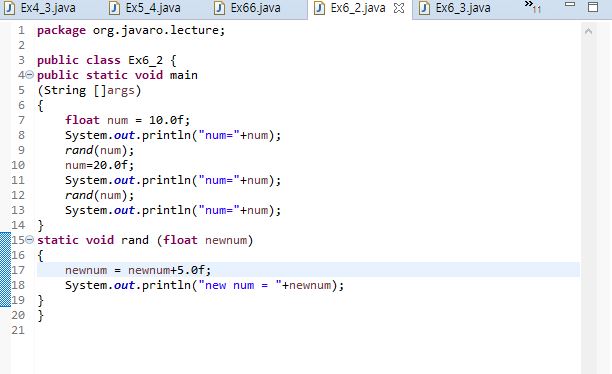 Ex4_3.java Ex5_4.java Ex66.java Ex6_2.java Ex6_3.java »11
1 package org.javaro.lecture;
2
3 public class Ex6_2 {
4 public static void main
5 (String []args)
6 {
7 float num = 10.0f;
8 System.out.println("num="+num);
9 rand(num);
10 num=20.0f;
11 System.out.println("num="+num);
12 rand(num);
13 System.out.println("num="+num);
14 }
15 static void rand (float newnum)
16 {
17 newnum = newnum+5.0f;
18 System.out.println("new num = "+newnum);
19 }
20 }
21